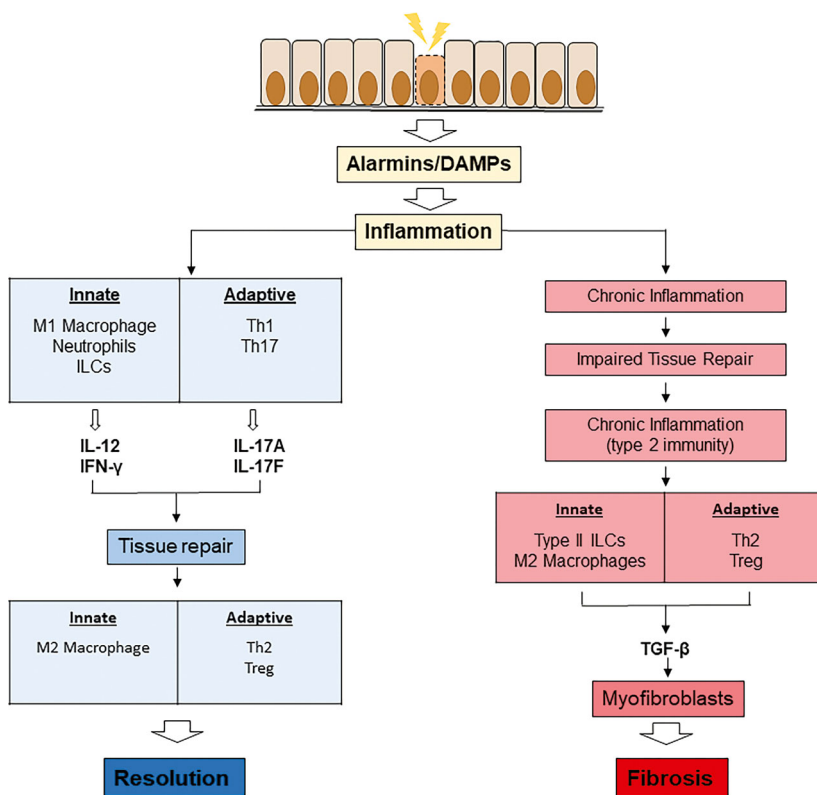 Alarmins/DAMPs
Inflammation
Innate
M1 Macrophage
Neutrophils
ILCs
Adaptive
Th1
Th17
IL-12
IFN-γ
IL-17A
IL-17F
Tissue repair
Innate
M2 Macrophage
Adaptive
Th2
Treg
Resolution
Chronic Inflammation
Impaired Tissue Repair
Chronic Inflammation
(type 2 immunity)
Innate
Type II ILCs
M2 Macrophages
Adaptive
Th2
Treg
TGF-β
Myofibroblasts
Fibrosis